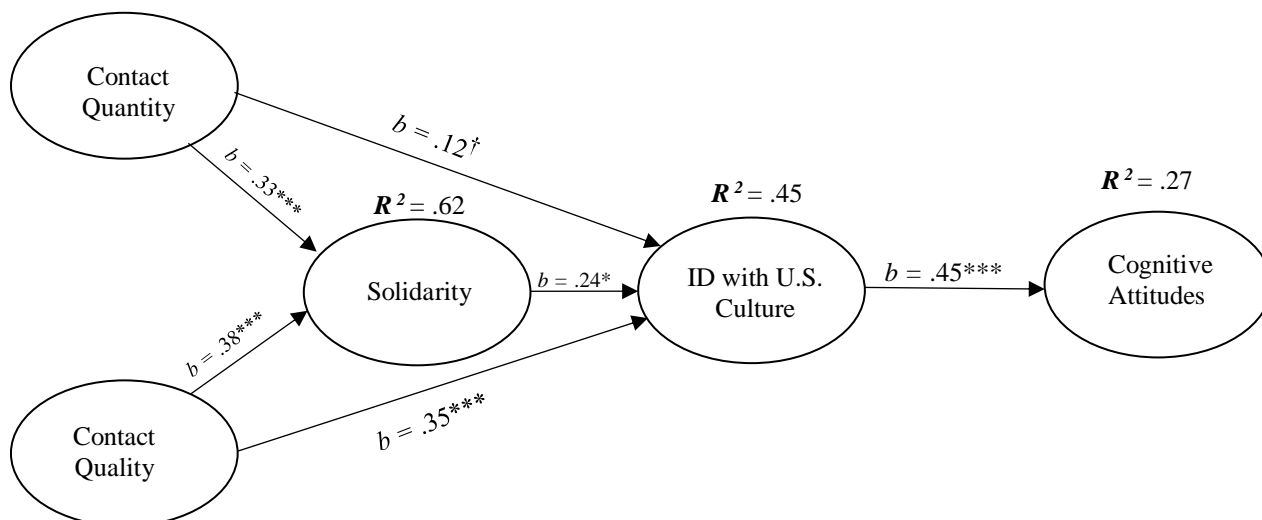 Contact
Quantity
b = .12†
b = .33***
R² = .62
R² = .45
R² = .27
Solidarity
b = .24*
ID with U.S.
Culture
b = .45***
Cognitive
Attitudes
b = .38***
b = .35***
Contact
Quality